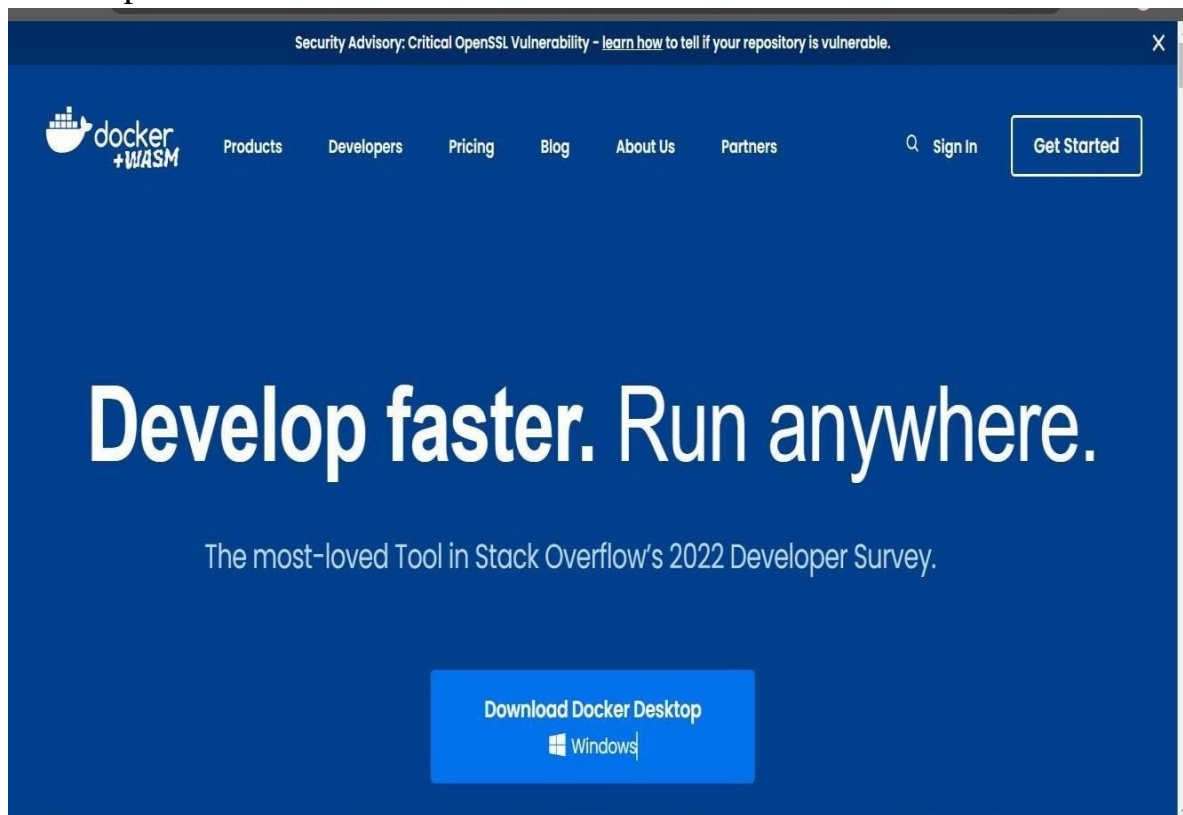 Security Advisory: Critical OpenSSL Vulnerability - learn how to tell if your repository is vulnerable. X
docker
+WASM
Products Developers Pricing Blog About Us Partners Sign In Get Started
Develop faster. Run anywhere.
The most-loved Tool in Stack Overflow's 2022 Developer Survey.
Download Docker Desktop
Windows